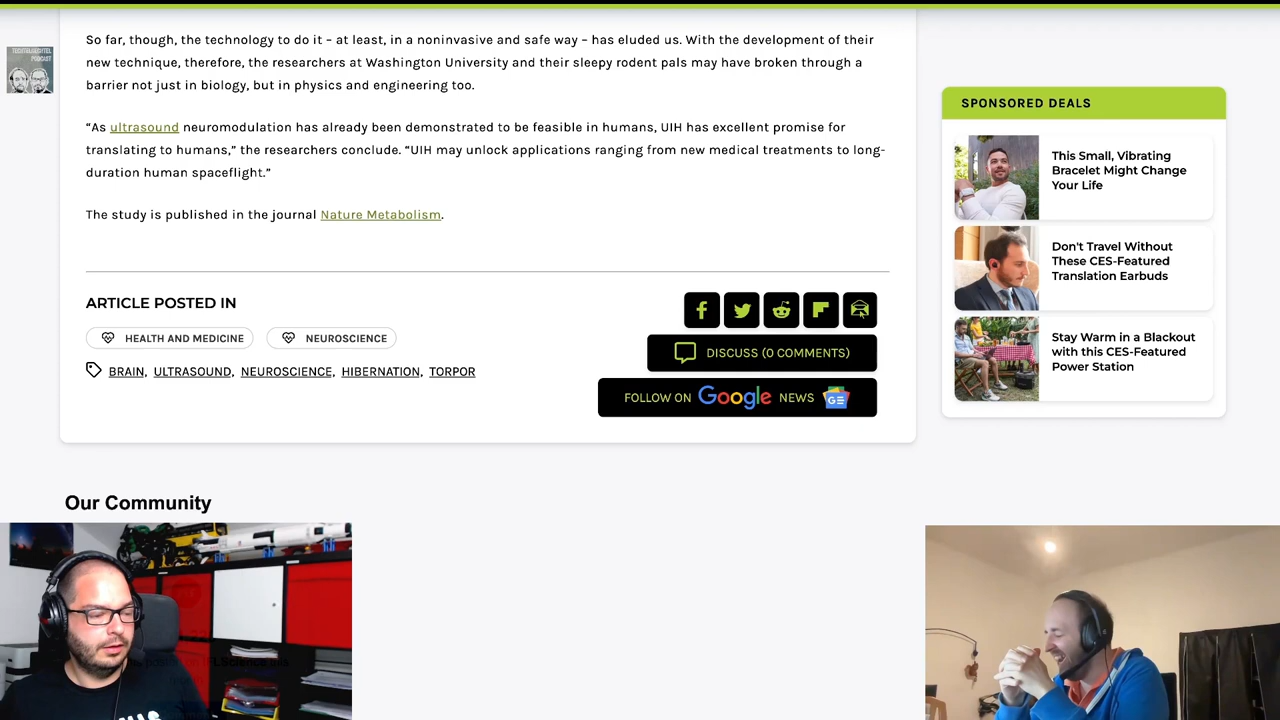 TECHTELMECHTEL
PODCAST
So far, though, the technology to do it – at least, in a noninvasive and safe way – has eluded us. With the development of their
new technique, therefore, the researchers at Washington University and their sleepy rodent pals may have broken through a
barrier not just in biology, but in physics and engineering too.
“As ultrasound neuromodulation has already been demonstrated to be feasible in humans, UIH has excellent promise for
translating to humans,” the researchers conclude. “UIH may unlock applications ranging from new medical treatments to long-
duration human spaceflight.”
The study is published in the journal Nature Metabolism.
ARTICLE POSTED IN
HEALTH AND MEDICINE
NEUROSCIENCE
BRAIN, ULTRASOUND, NEUROSCIENCE, HIBERNATION, TORPOR
DISCUSS (0 COMMENTS)
FOLLOW ON Google NEWS GE
SPONSORED DEALS
This Small, Vibrating
Bracelet Might Change
Your Life
Don't Travel Without
These CES-Featured
Translation Earbuds
Stay Warm in a Blackout
with this CES-Featured
Power Station
Our Community